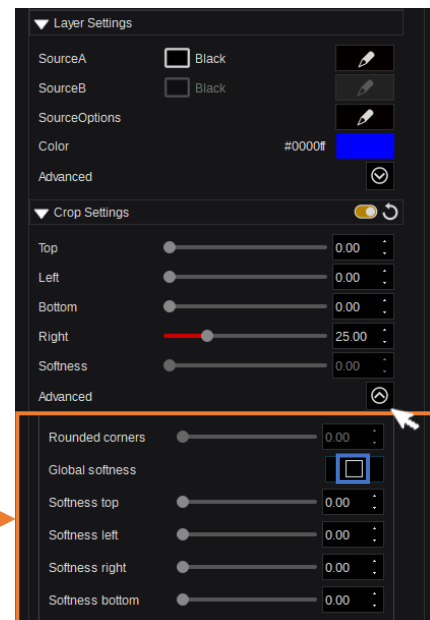 Layer Settings
SourceA Black
SourceB Black
SourceOptions
Color #0000ff
Advanced
Crop Settings
Top 0.00
Left 0.00
Bottom 0.00
Right 25.00
Softness 0.00
Advanced
Rounded corners 0.00
Global softness
Softness top 0.00
Softness left 0.00
Softness right 0.00
Softness bottom 0.00